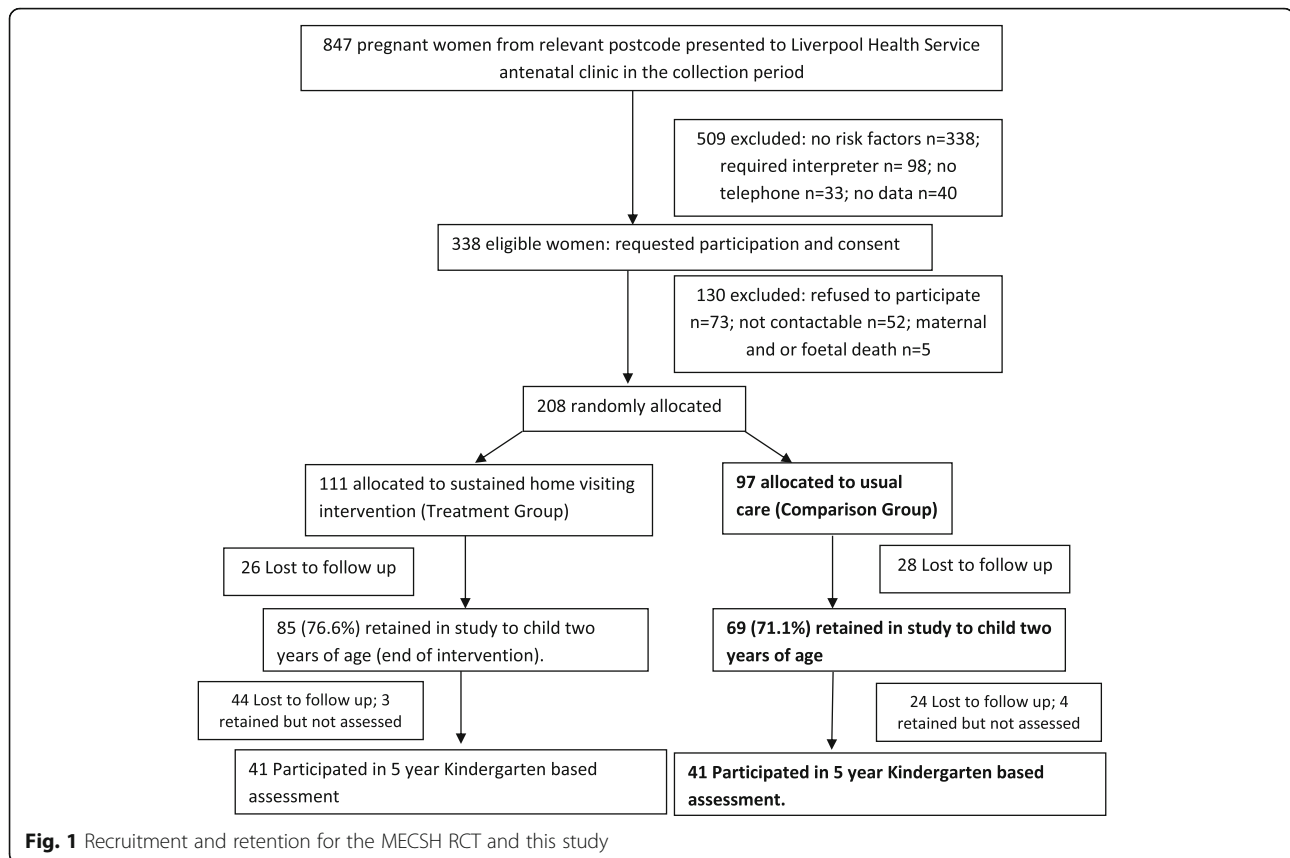 847 pregnant women from relevant postcode presented to Liverpool Health Service
antenatal clinic in the collection period
509 excluded: no risk factors n=338;
required interpreter n= 98; no
telephone n=33; no data n=40
338 eligible women: requested participation and consent
130 excluded: refused to participate
n=73; not contactable n=52; maternal
and or foetal death n=5
208 randomly allocated
111 allocated to sustained home visiting
intervention (Treatment Group)
97 allocated to usual
care (Comparison Group)
26 Lost to follow up
28 Lost to follow up
85 (76.6%) retained in study to child two
years of age (end of intervention).
69 (71.1%) retained in study to child two
years of age
44 Lost to follow up; 3
retained but not assessed
24 Lost to follow up; 4
retained but not assessed
41 Participated in 5 year Kindergarten based
assessment
41 Participated in 5 year Kindergarten based
assessment.
Fig. 1 Recruitment and retention for the MECSH RCT and this study